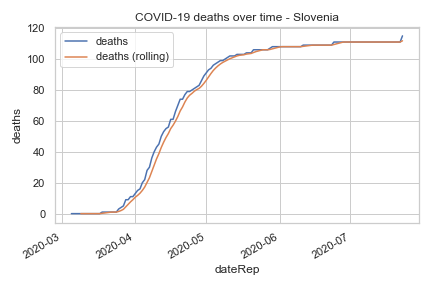 COVID-19 deaths over time - Slovenia
deaths
deaths (rolling)
deaths
120
100
80
60
40
20
0
2020-03
2020-04
2020-05
2020-06
2020-07
dateRep